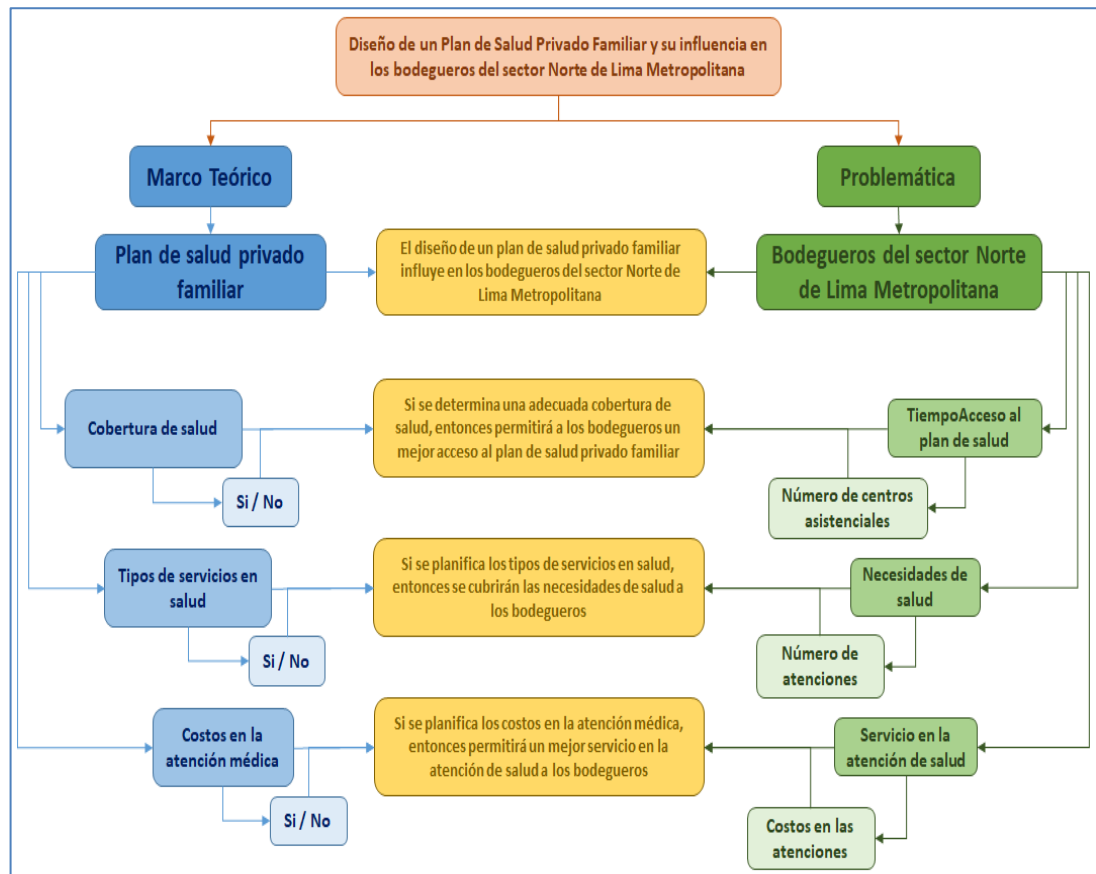 Diseño de un Plan de Salud Privado Familiar y su influencia en
los bodegueros del sector Norte de Lima Metropolitana
Marco Teórico
Problemática
Plan de salud privado
familiar
El diseño de un plan de salud privado familiar
influye en los bodegueros del sector Norte de
Lima Metropolitana
Bodegueros del sector Norte
de Lima Metropolitana
Cobertura de salud
Si / No
Si se determina una adecuada cobertura de
salud, entonces permitirá a los bodegueros un
mejor acceso al plan de salud privado familiar
TiempoAcceso al
plan de salud
Número de centros
asistenciales
Tipos de servicios en
salud
Si / No
Si se planifica los tipos de servicios en salud,
entonces se cubrirán las necesidades de salud a
los bodegueros
Necesidades de
salud
Número de
atenciones
Costos en la
atención médica
Si / No
Si se planifica los costos en la atención médica,
entonces permitirá un mejor servicio en la
atención de salud a los bodegueros
Servicio en la
atención de salud
Costos en las
atenciones